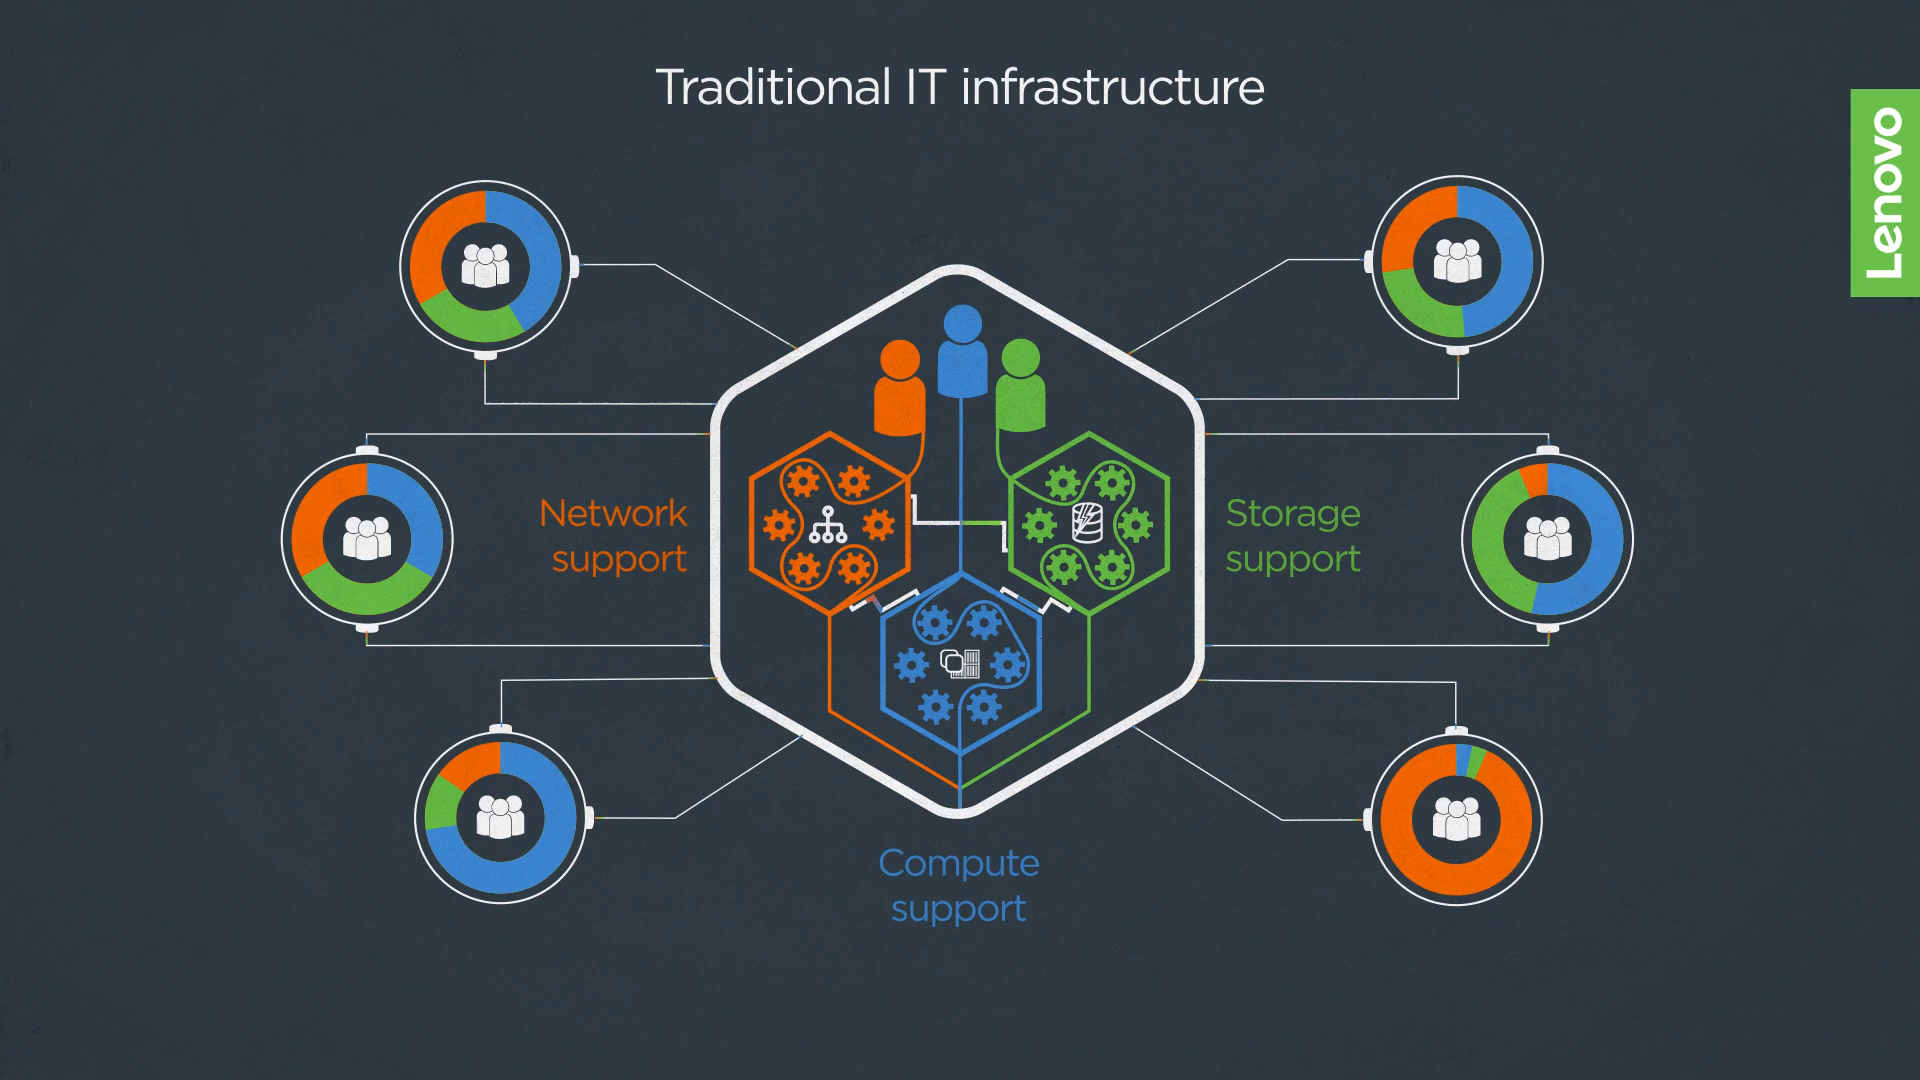 Traditional IT infrastructure
Lenovo
Network
support
Storage
support
Compute
support